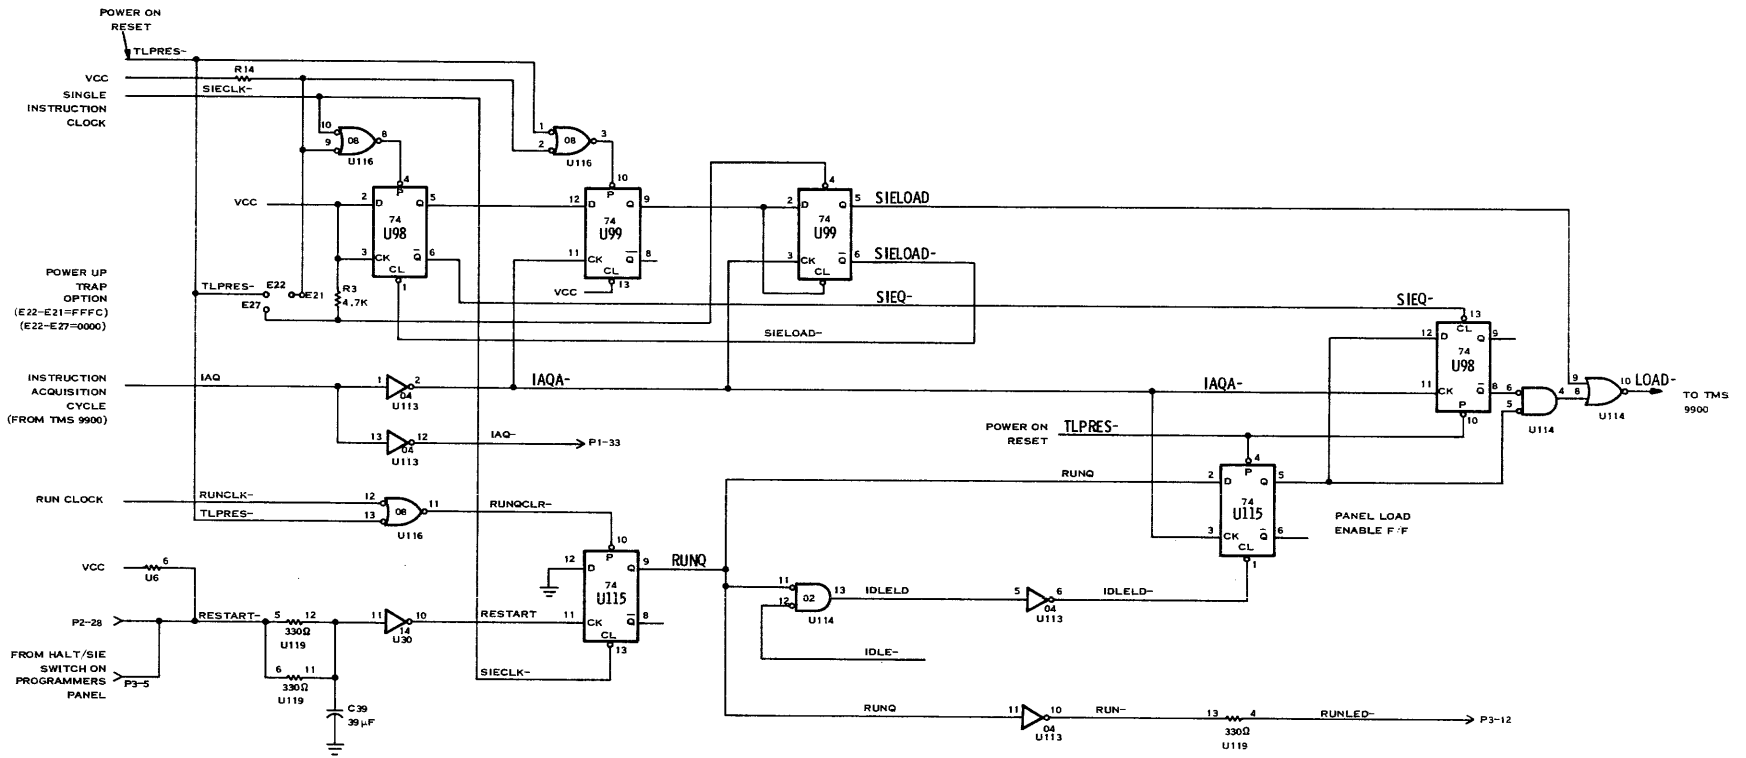 POWER ON
RESET
TLPRES-
VCC
R14
SINGLE
INSTRUCTION
CLOCK
SIECLK-
10
9
08
8
U116
1
2
08
3
U116
VCC
2
D
P
4
Q
5
74
U98
3
CK
Q
6
CL
1
12
D
P
10
Q
9
74
U99
11
CK
Q
8
CL
13
VCC
2
D
4
Q
5
SIELOAD
74
U99
3
CK
Q
6
SIELOAD-
CL
POWER UP
TRAP
OPTION
(E22-E21=FFFC)
(E22-E27=0000)
TLPRES-
E22
E21
E27
R3
4.7K
SIEQ-
SIEQ-
SIELOAD-
13
12
D
CL
Q
9
74
U98
11
CK
Q
8
P
10
INSTRUCTION
ACQUISITION
CYCLE
(FROM TMS 9900)
IAQ
1
2
04
U113
IAQA-
IAQA-
13
12
04
U113
IAQ-
P1-33
6
5
4
U114
9
8
10
U114
LOAD-
TO TMS
9900
POWER ON
RESET
TLPRES-
RUN CLOCK
RUNCLK-
12
TLPRES-
13
08
11
U116
RUNQCLR-
RUNQ
2
D
P
4
Q
5
74
U115
3
CK
Q
6
CL
1
PANEL LOAD
ENABLE F/F
VCC
6
U6
P2-28
RESTART-
5
12
330Ω
U119
FROM HALT/SIE
SWITCH ON
PROGRAMMERS
PANEL
P3-5
6
11
330Ω
U119
C39
39μF
11
10
14
U30
RESTART
12
D
P
10
Q
9
74
U115
11
CK
Q
8
CL
13
SIECLK-
RUNQ
11
12
02
13
U114
IDLELD
5
6
04
U113
IDLELD-
IDLE-
RUNQ
11
10
04
U113
RUN-
13
4
330Ω
U119
RUNLED-
P3-12